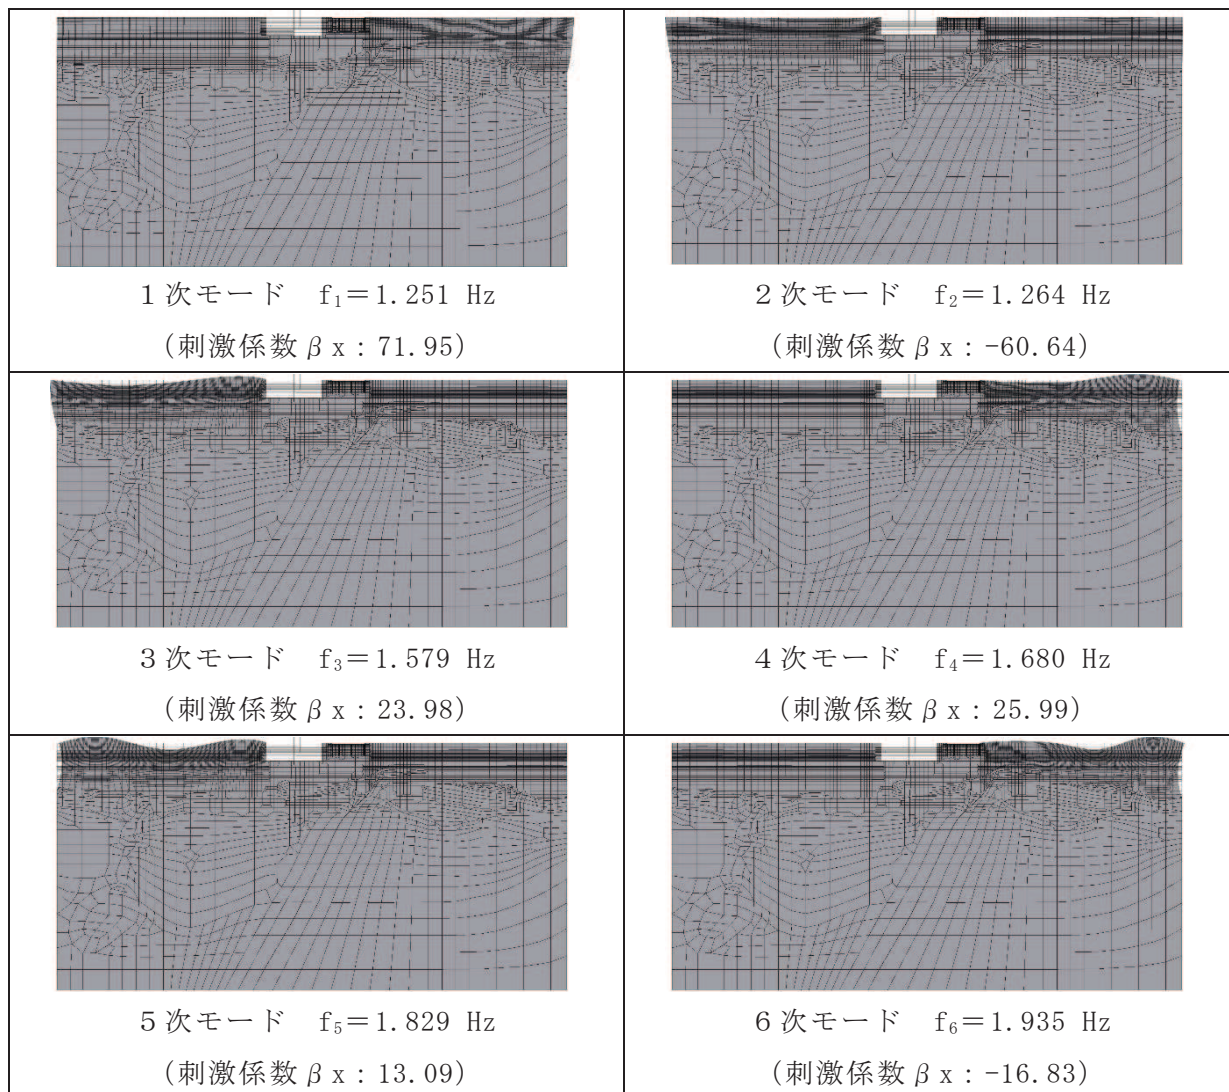 1次モード f₁＝1.251 Hz
(刺激係数βx：71.95)
2次モード f₂＝1.264 Hz
(刺激係数βx：-60.64)
3次モード f₃＝1.579 Hz
(刺激係数βx：23.98)
4次モード f₄＝1.680 Hz
(刺激係数βx：25.99)
5次モード f₅＝1.829 Hz
(刺激係数βx：13.09)
6次モード f₆＝1.935 Hz
(刺激係数βx：-16.83)